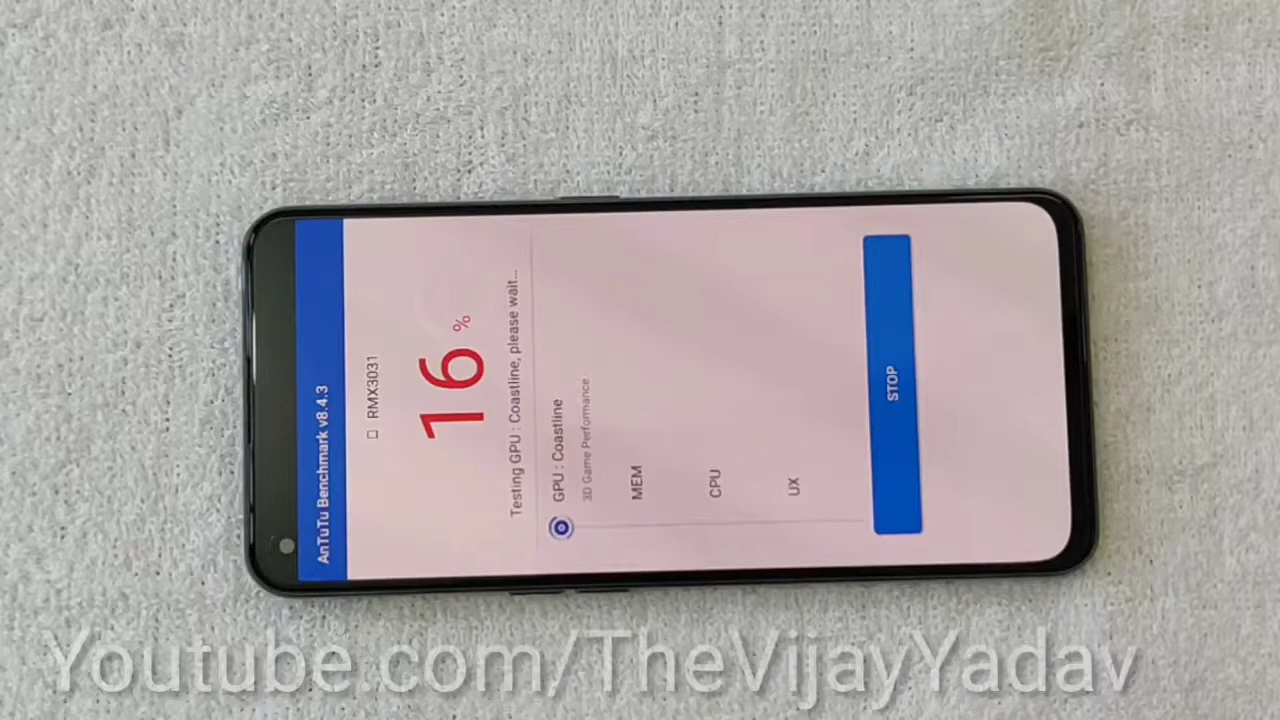 AnTuTu Benchmark v8.4.3
RMX3031
16 %
Testing GPU : Coastline, please wait...
GPU : Coastline
3D Game Performance
MEM
CPU
UX
STOP
Youtube.com/TheVijayYadav